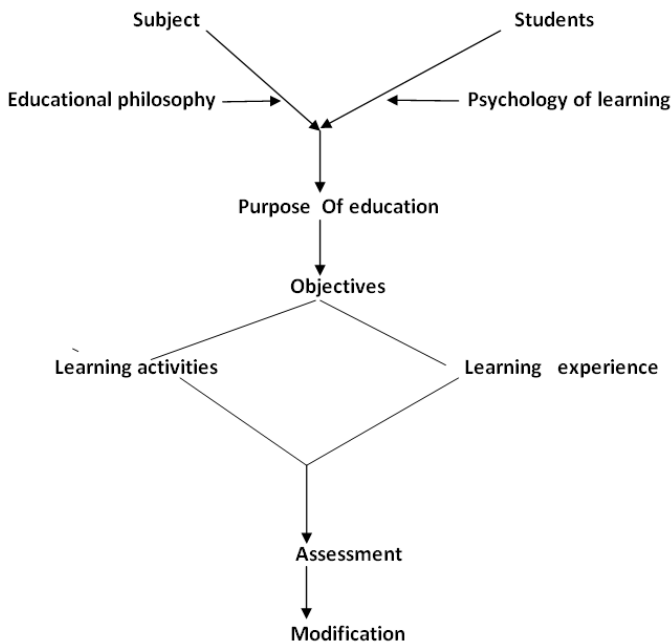 Subject
Students
Educational philosophy
Psychology of learning
Purpose Of education
Objectives
Learning activities
Learning experience
Assessment
Modification